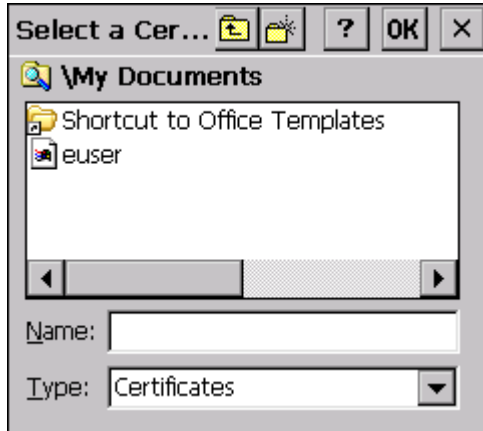 Select a Cer... ? OK ×
\My Documents
Shortcut to Office Templates
euser
Name:
Type: Certificates